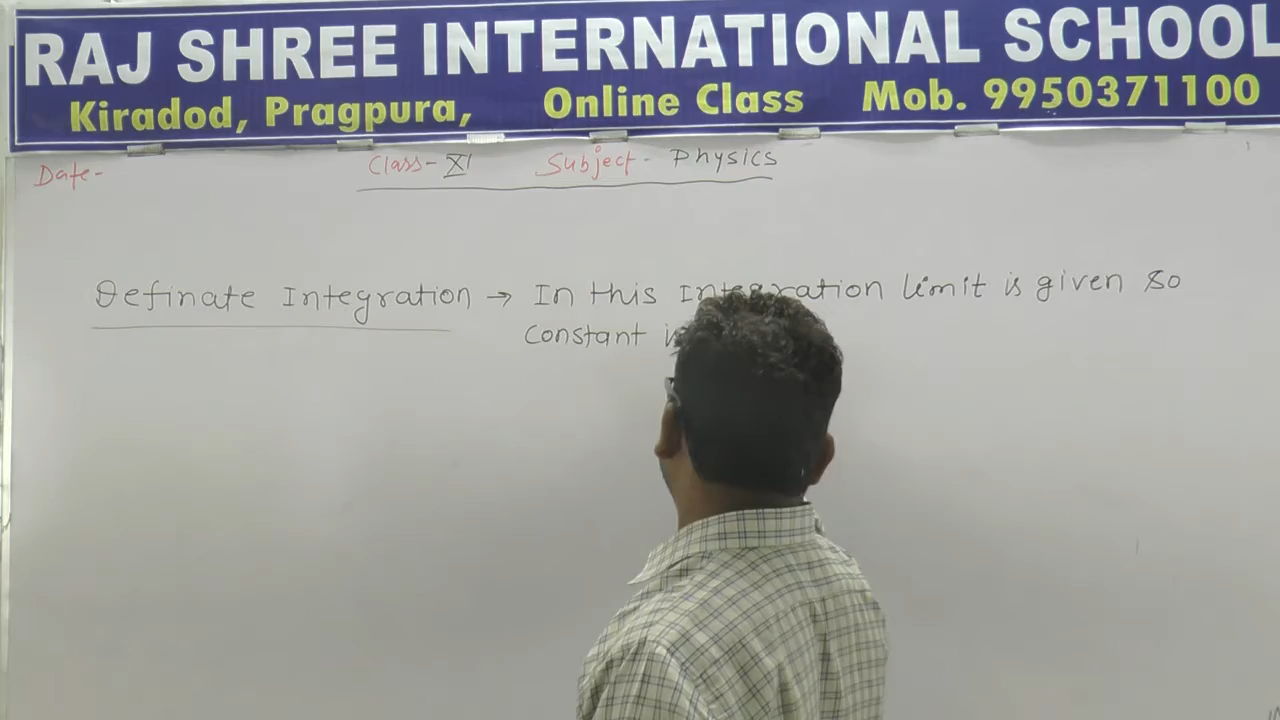 RAJ SHREE INTERNATIONAL SCHOOL
Kiradod, Pragpura, Online Class Mob. 9950371100
Date- Class- XI Subject- Physics
Definate Integration → In this Integration limit is given so
Constant